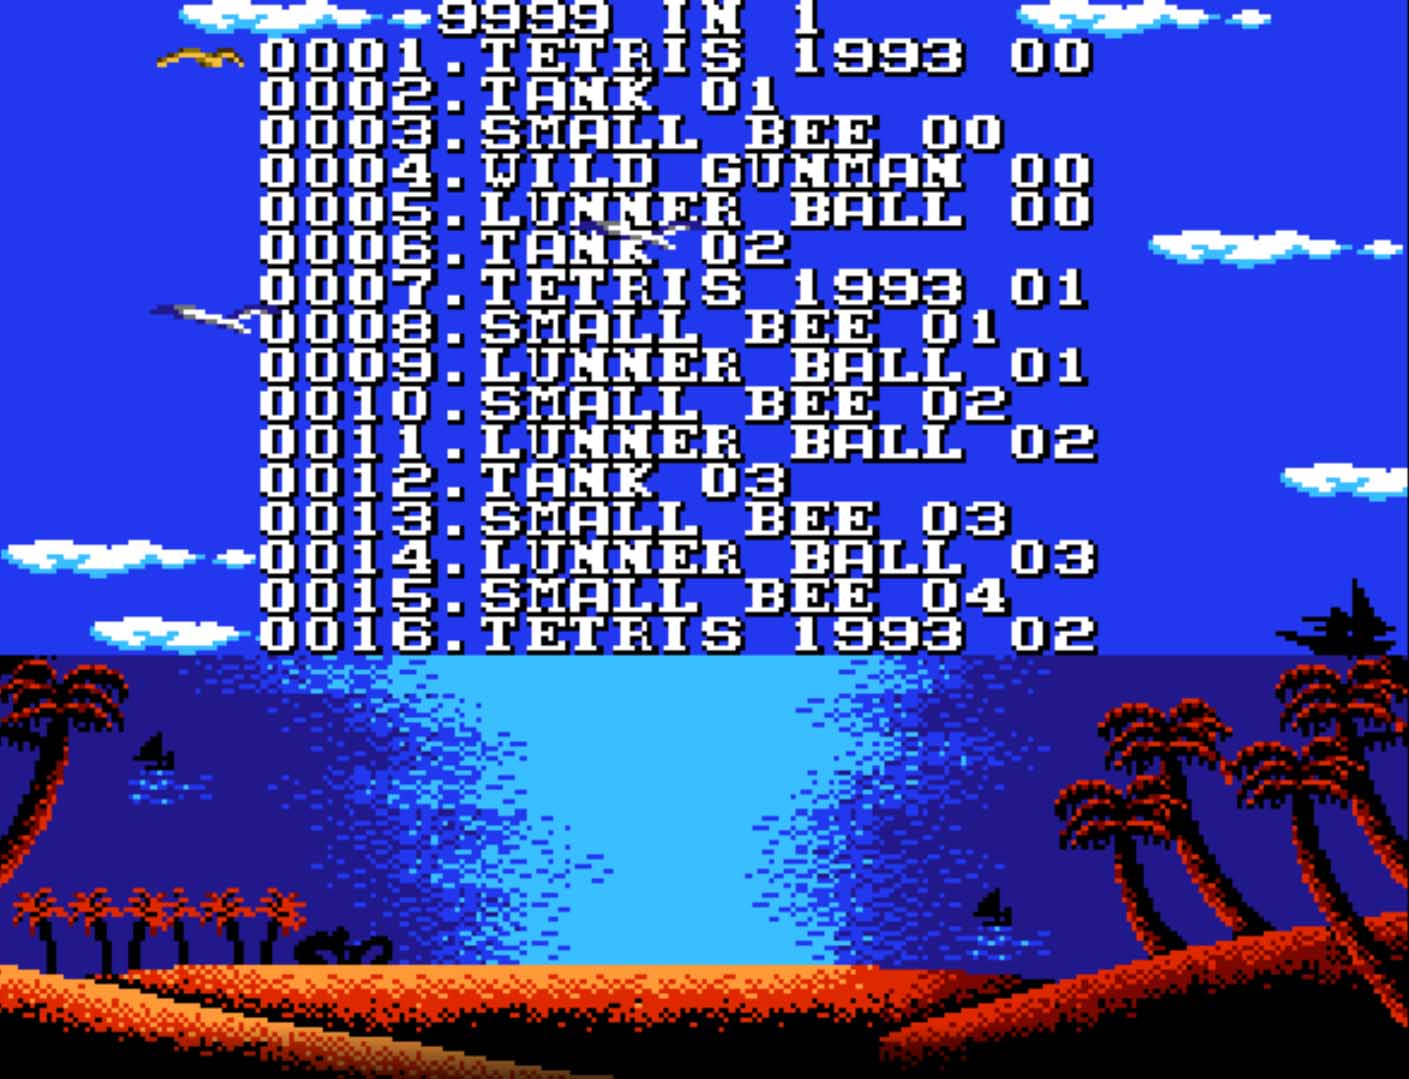 9999 IN 1
0001.TETRIS 1993 00
0002.TANK 01
0003.SMALL BEE 00
0004.WILD GUNMAN 00
0005.LUNNER BALL 00
0006.TANK 02
0007.TETRIS 1993 01
0008.SMALL BEE 01
0009.LUNNER BALL 01
0010.SMALL BEE 02
0011.LUNNER BALL 02
0012.TANK 03
0013.SMALL BEE 03
0014.LUNNER BALL 03
0015.SMALL BEE 04
0016.TETRIS 1993 02